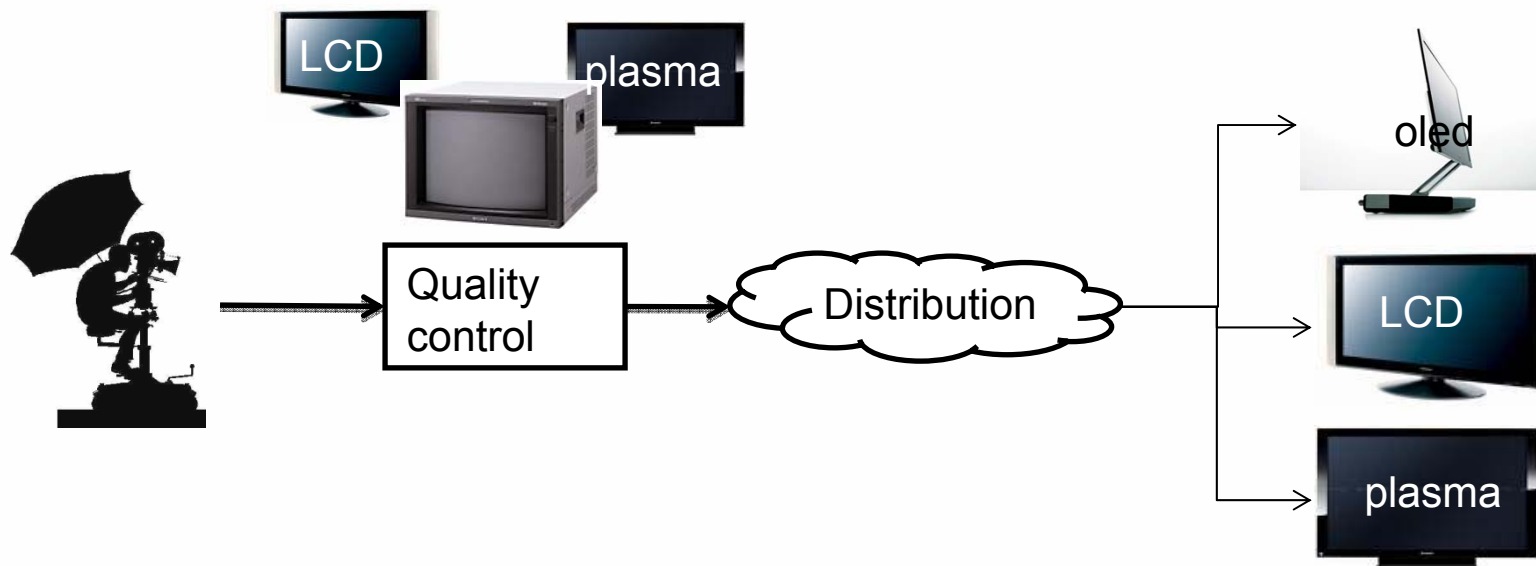 LCD
plasma
oled
Quality
control
Distribution
LCD
plasma